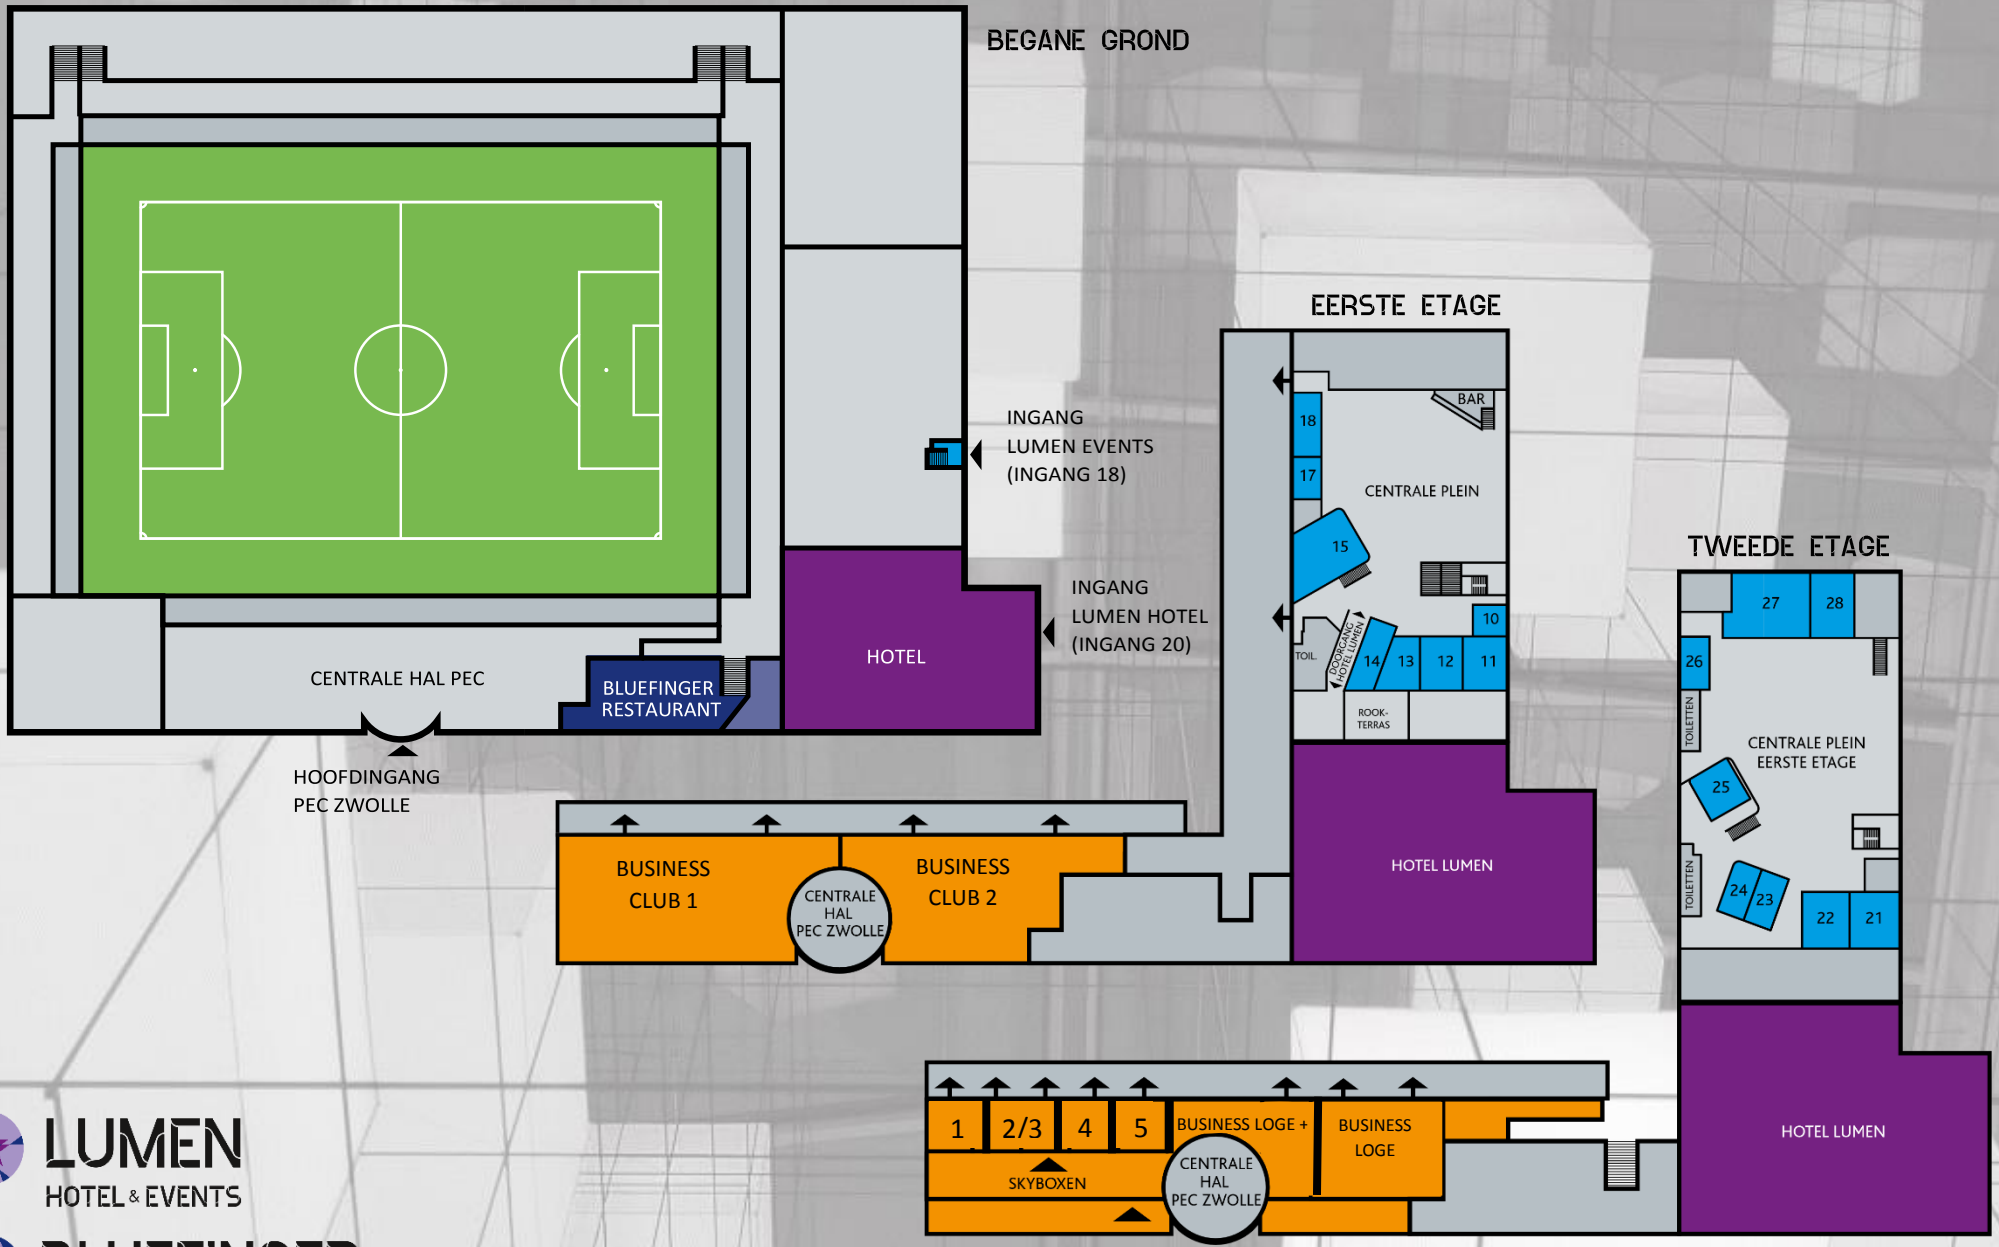 BEGANE GROND
INGANG
LUMEN EVENTS
(INGANG 18)
INGANG
LUMEN HOTEL
(INGANG 20)
HOTEL
CENTRALE HAL PEC
BLUEFINGER
RESTAURANT
HOOFDINGANG
PEC ZWOLLE
EERSTE ETAGE
BAR
18
17
CENTRALE PLEIN
15
10
TOIL.
DOORGANG
HOTEL LUMEN
14
13
12
11
ROOK-
TERRAS
HOTEL LUMEN
BUSINESS
CLUB 1
CENTRALE
HAL
PEC ZWOLLE
BUSINESS
CLUB 2
TWEEDE ETAGE
27
28
26
TOILETTEN
CENTRALE PLEIN
EERSTE ETAGE
25
TOILETTEN
24
23
22
21
HOTEL LUMEN
1
2/3
4
5
BUSINESS LOGE +
BUSINESS
LOGE
SKYBOXEN
CENTRALE
HAL
PEC ZWOLLE
LUMEN
HOTEL & EVENTS
BLUEFINGER